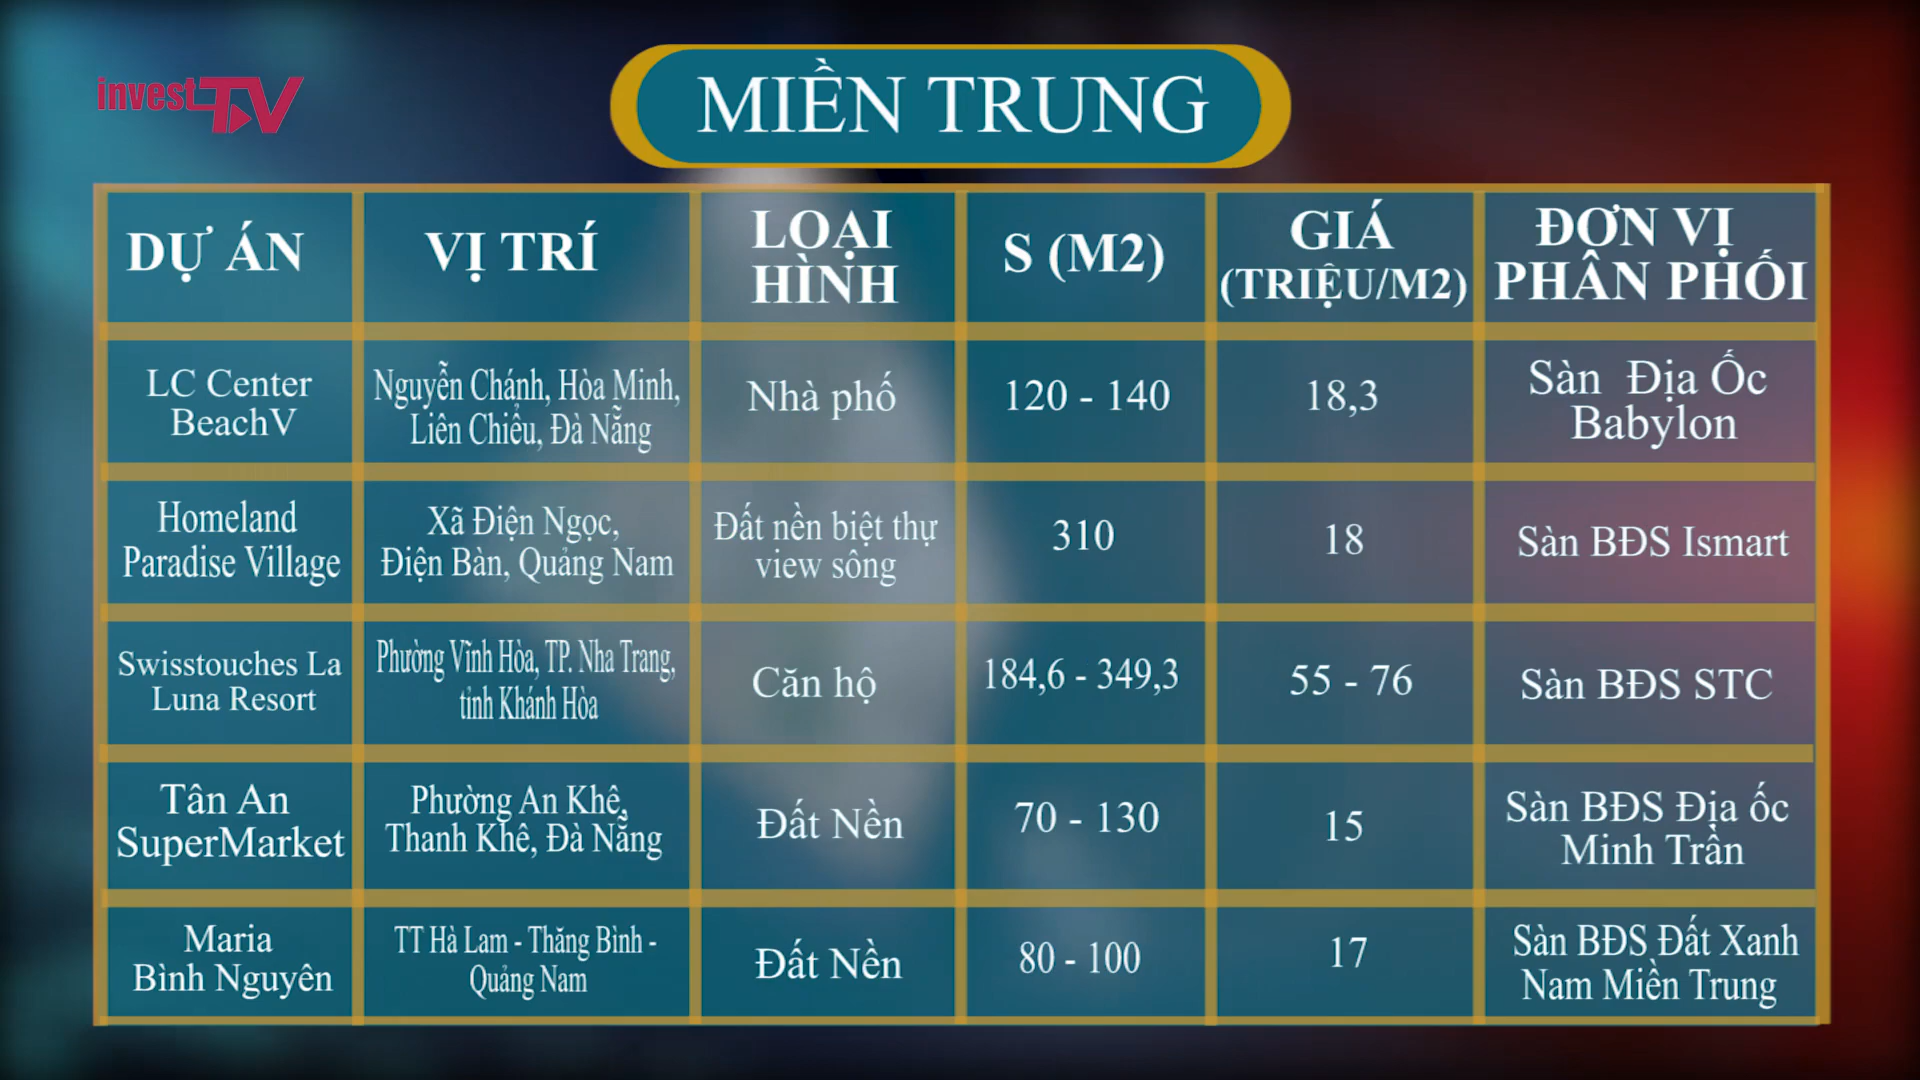 investTV
MIỀN TRUNG
DỰ ÁN
VỊ TRÍ
LOẠI
HÌNH
S (M2)
GIÁ
(TRIỆU/M2)
ĐƠN VỊ
PHÂN PHỐI
LC Center
BeachV
Nguyễn Chánh, Hòa Minh,
Liên Chiểu, Đà Nẵng
Nhà phố
120 - 140
18,3
Sàn Địa Ốc
Babylon
Homeland
Paradise Village
Xã Điện Ngọc,
Điện Bàn, Quảng Nam
Đất nền biệt thự
view sông
310
18
Sàn BĐS Ismart
Swisstouches La
Luna Resort
Phường Vĩnh Hòa, TP. Nha Trang,
tỉnh Khánh Hòa
Căn hộ
184,6 - 349,3
55 - 76
Sàn BĐS STC
Tân An
SuperMarket
Phường An Khê,
Thanh Khê, Đà Nẵng
Đất Nền
70 - 130
15
Sàn BĐS Địa ốc
Minh Trần
Maria
Bình Nguyên
TT Hà Lam - Thăng Bình -
Quảng Nam
Đất Nền
80 - 100
17
Sàn BĐS Đất Xanh
Nam Miền Trung